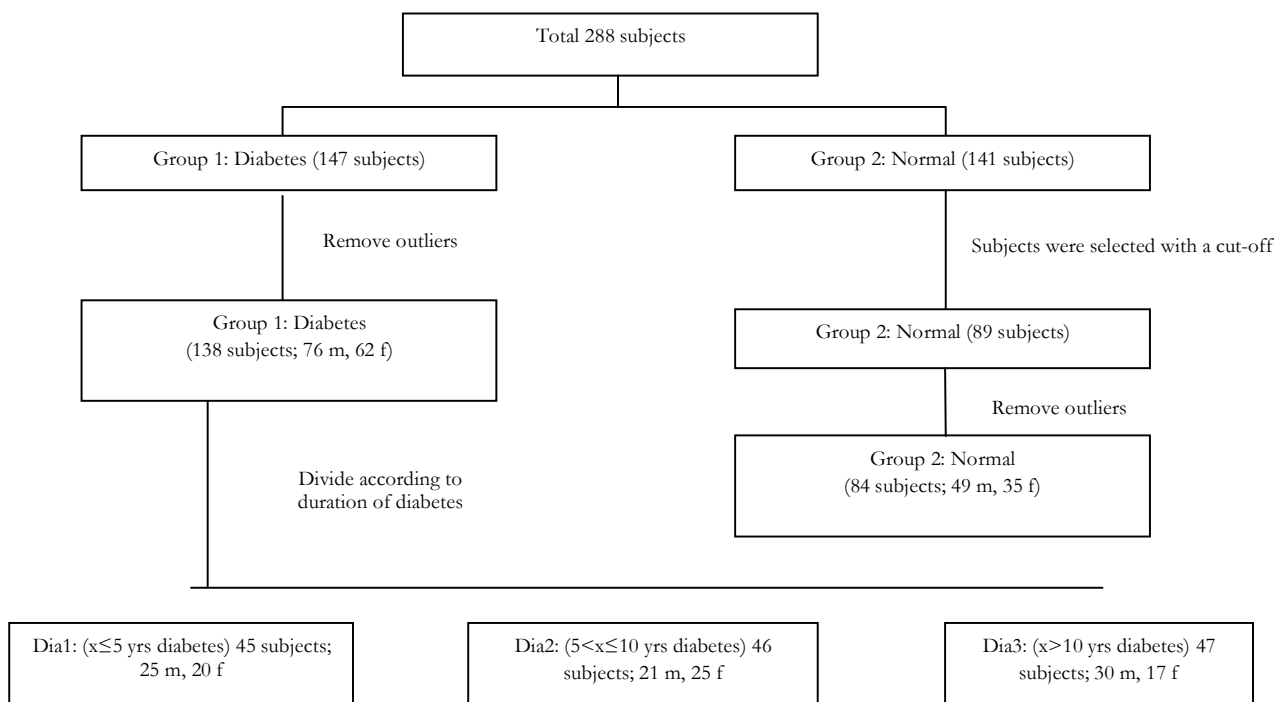 Total 288 subjects
Group 1: Diabetes (147 subjects)
Group 2: Normal (141 subjects)
Remove outliers
Subjects were selected with a cut-off
Group 1: Diabetes
(138 subjects; 76 m, 62 f)
Group 2: Normal (89 subjects)
Remove outliers
Group 2: Normal
(84 subjects; 49 m, 35 f)
Divide according to
duration of diabetes
Dia1: (x≤5 yrs diabetes) 45 subjects;
25 m, 20 f
Dia2: (5<x≤10 yrs diabetes) 46
subjects; 21 m, 25 f
Dia3: (x>10 yrs diabetes) 47
subjects; 30 m, 17 f